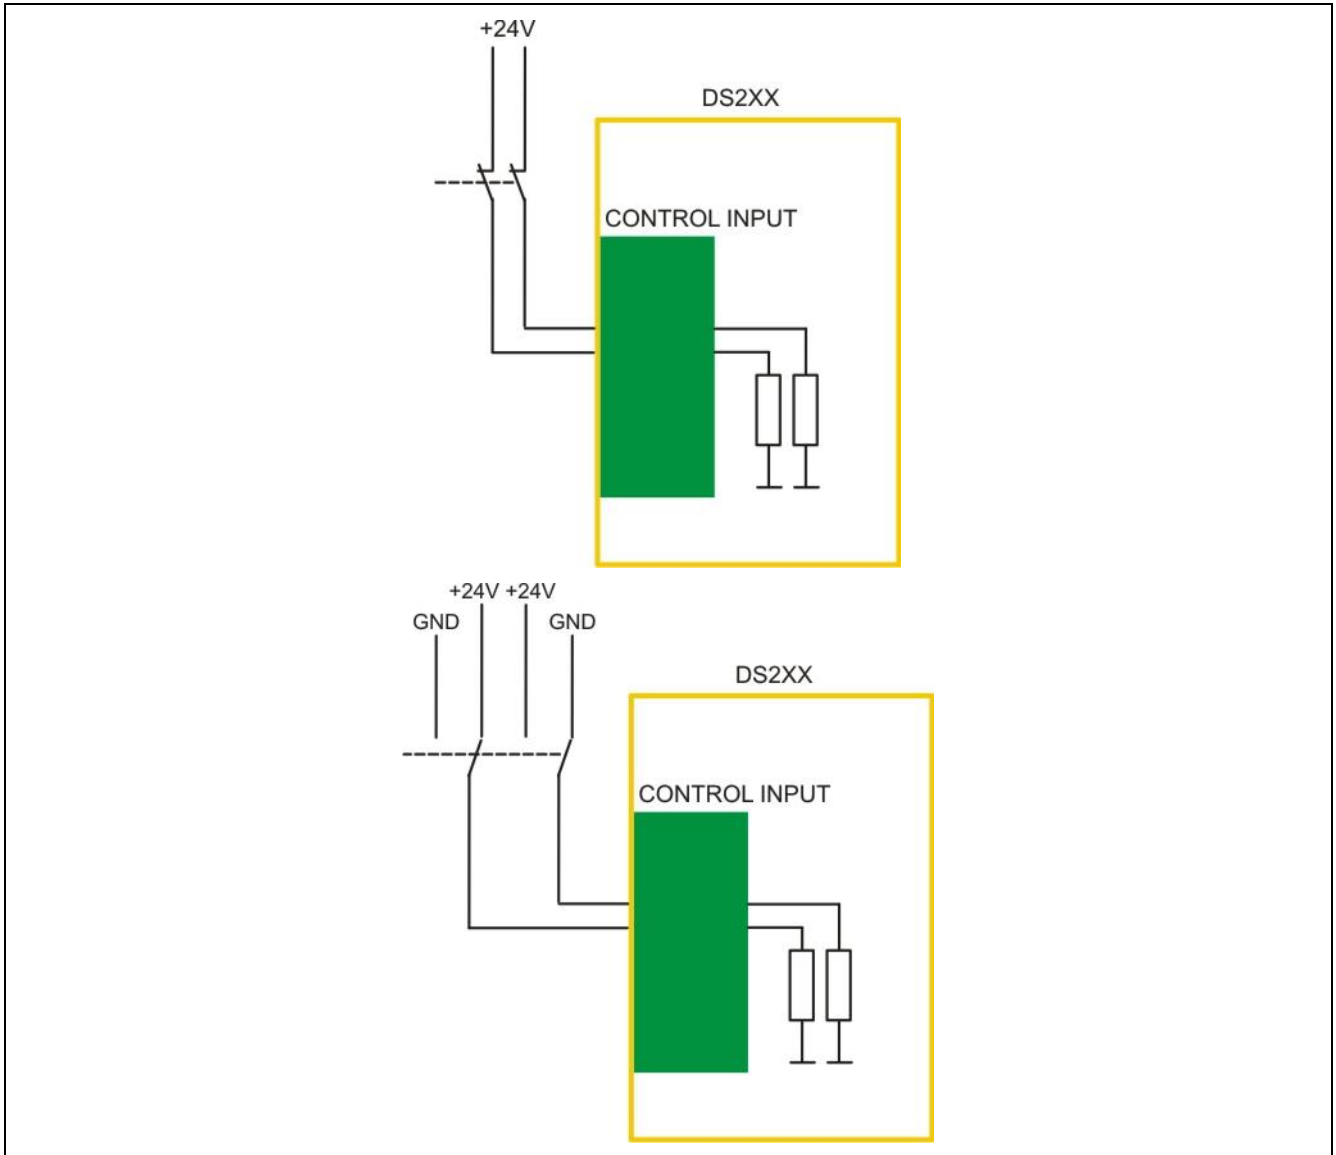 +24V
DS2XX
CONTROL INPUT
+24V +24V
GND GND
DS2XX
CONTROL INPUT